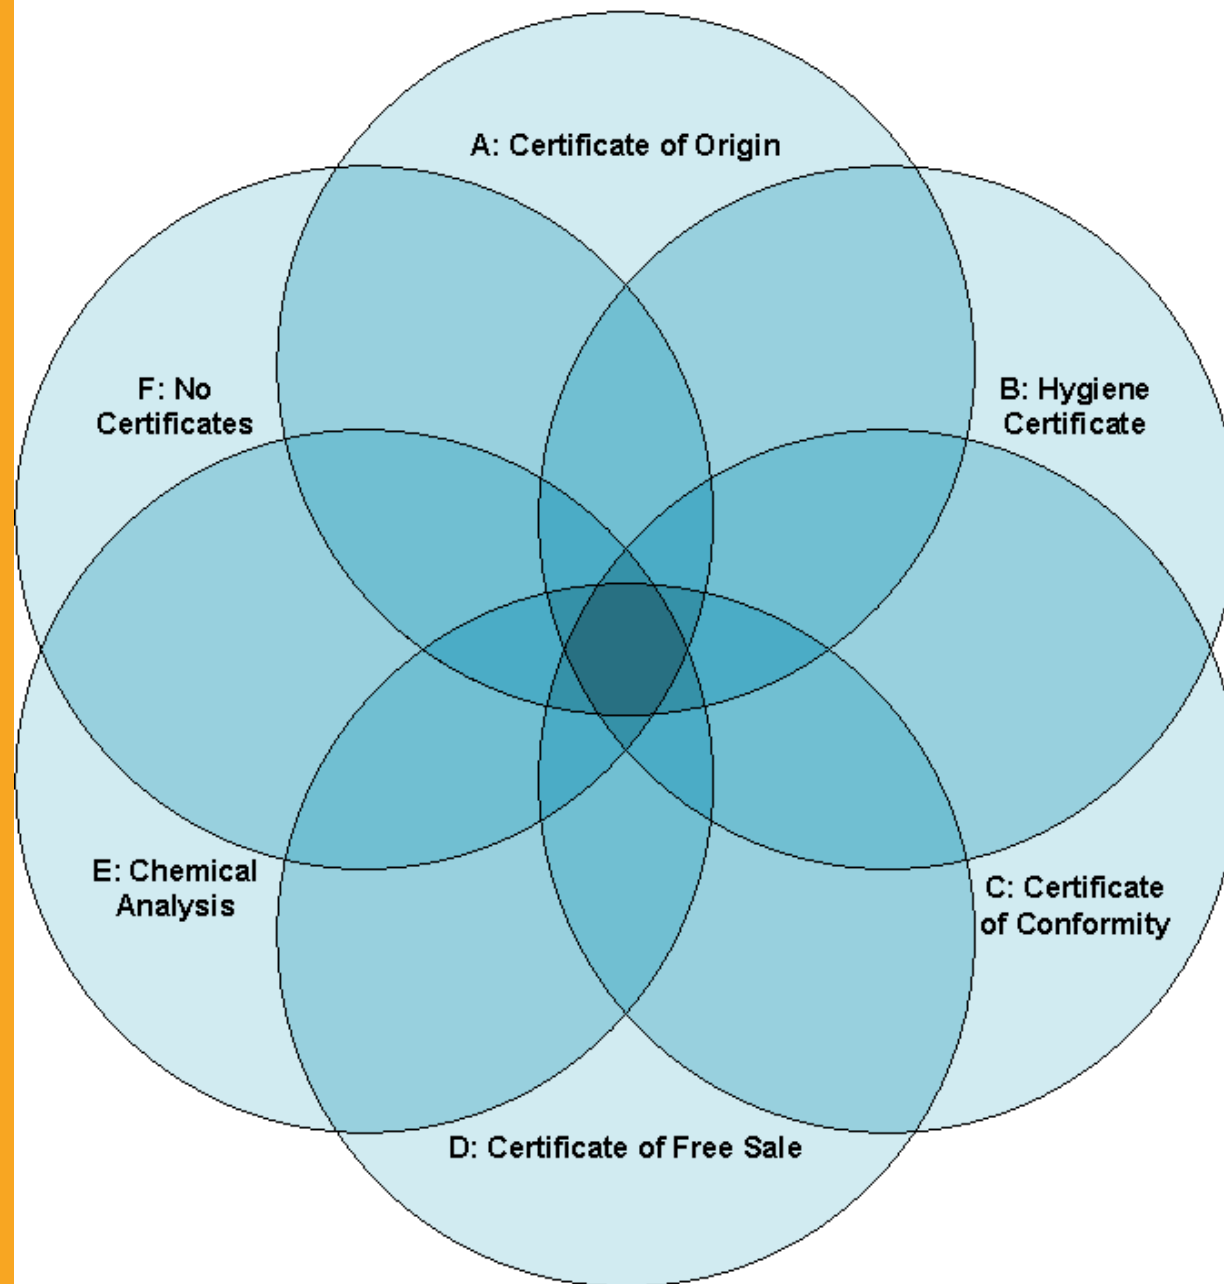 A: Certificate of Origin
F: No
Certificates
B: Hygiene
Certificate
E: Chemical
Analysis
C: Certificate
of Conformity
D: Certificate of Free Sale